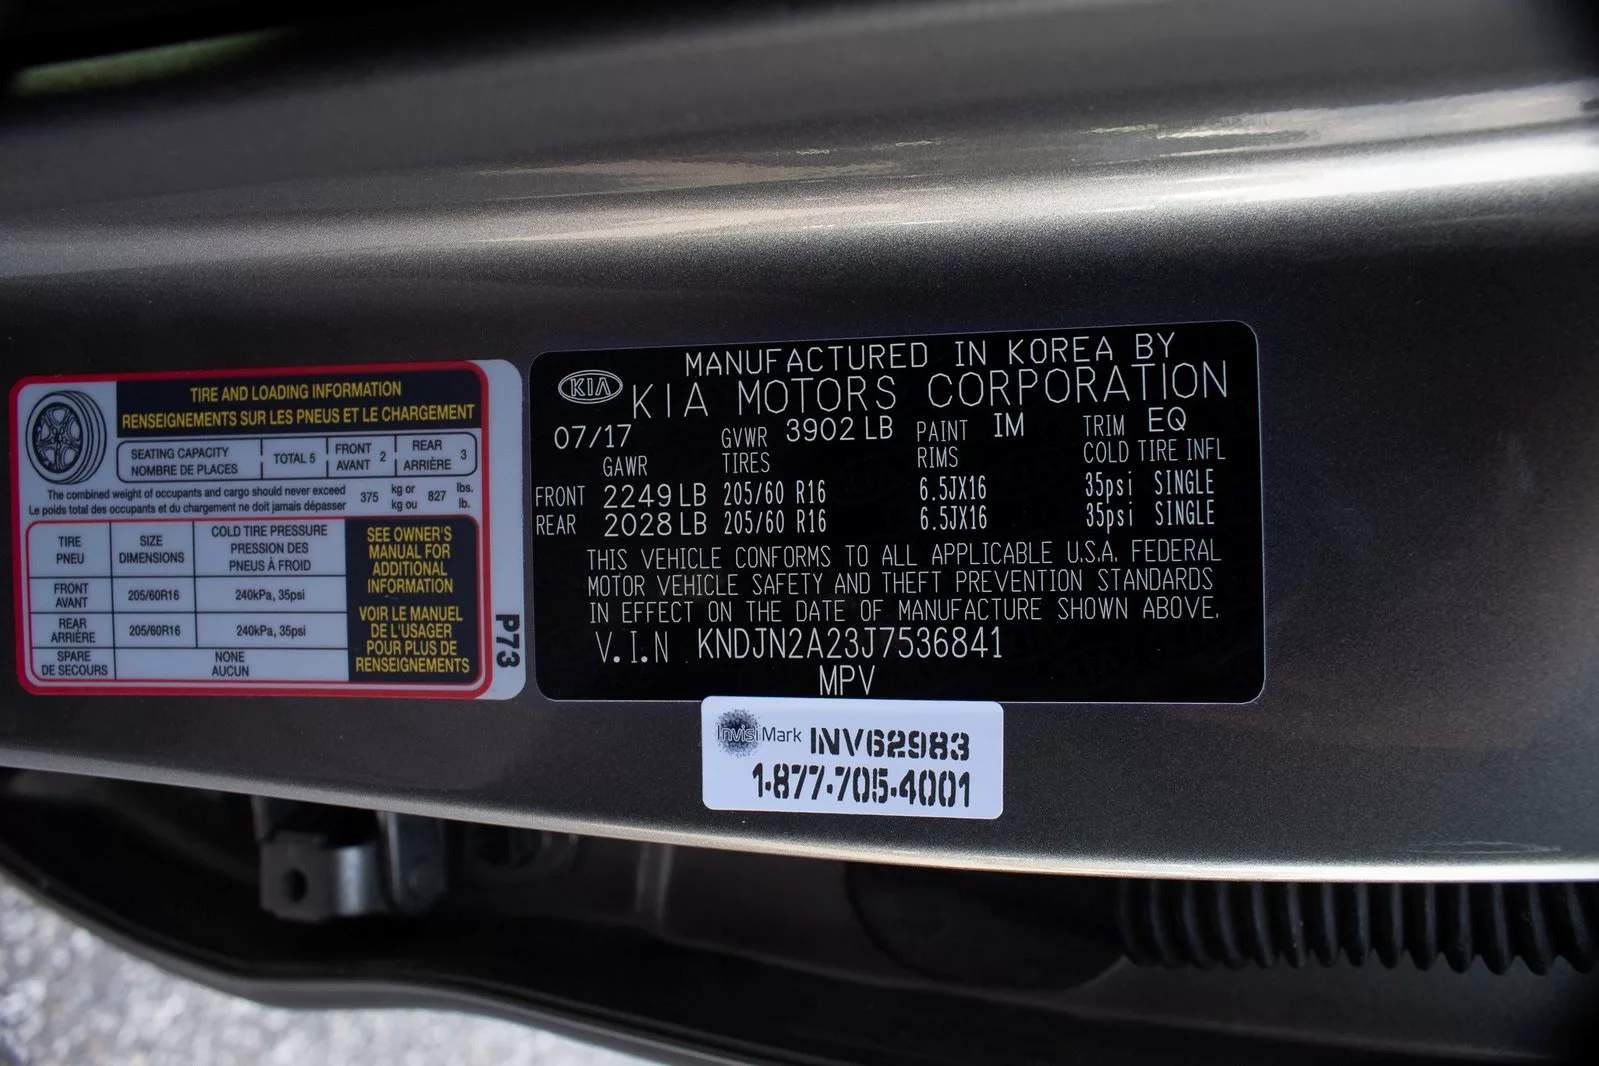 TIRE AND LOADING INFORMATION
RENSEIGNEMENTS SUR LES PNEUS ET LE CHARGEMENT
SEATING CAPACITY
NOMBRE DE PLACES
TOTAL 5
FRONT
AVANT 2
REAR
ARRIÈRE 3
The combined weight of occupants and cargo should never exceed
Le poids total des occupants et du chargement ne doit jamais dépasser
375 kg or
kg ou
827 lbs.
lb.
TIRE
PNEU
SIZE
DIMENSIONS
COLD TIRE PRESSURE
PRESSION DES
PNEUS À FROID
FRONT
AVANT
205/60R16
240kPa, 35psi
REAR
ARRIÈRE
205/60R16
240kPa, 35psi
SPARE
DE SECOURS
NONE
AUCUN
SEE OWNER'S
MANUAL FOR
ADDITIONAL
INFORMATION
VOIR LE MANUEL
DE L'USAGER
POUR PLUS DE
RENSEIGNEMENTS
P73
MANUFACTURED IN KOREA BY
KIA KIA MOTORS CORPORATION
07/17 GVWR 3902 LB PAINT IM TRIM EQ
GAWR TIRES RIMS COLD TIRE INFL
FRONT 2249 LB 205/60 R16 6.5JX16 35psi SINGLE
REAR 2028 LB 205/60 R16 6.5JX16 35psi SINGLE
THIS VEHICLE CONFORMS TO ALL APPLICABLE U.S.A. FEDERAL
MOTOR VEHICLE SAFETY AND THEFT PREVENTION STANDARDS
IN EFFECT ON THE DATE OF MANUFACTURE SHOWN ABOVE.
V.I.N KNDJN2A23J7536841
MPV
InvisiMark INV62983
1-877-705-4001